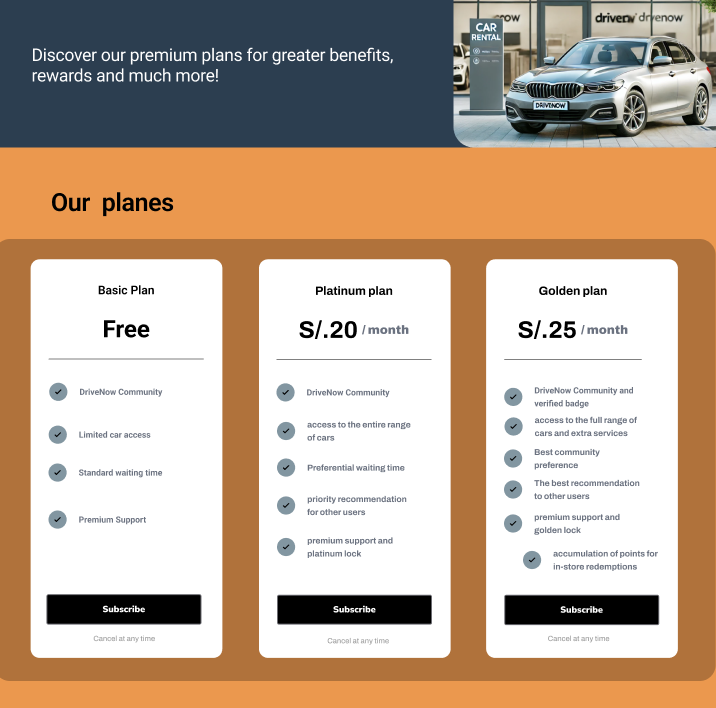 Discover our premium plans for greater benefits,
rewards and much more!
CAR
RENTAL
drivenow
DRIVENOW
Our planes
Basic Plan
Free
DriveNow Community
Limited car access
Standard waiting time
Premium Support
Subscribe
Cancel at any time
Platinum plan
S/.20 / month
DriveNow Community
access to the entire range
of cars
Preferential waiting time
priority recommendation
for other users
premium support and
platinum lock
Subscribe
Cancel at any time
Golden plan
S/.25 / month
DriveNow Community and
verified badge
access to the full range of
cars and extra services
Best community
preference
The best recommendation
to other users
premium support and
golden lock
accumulation of points for
in-store redemptions
Subscribe
Cancel at any time